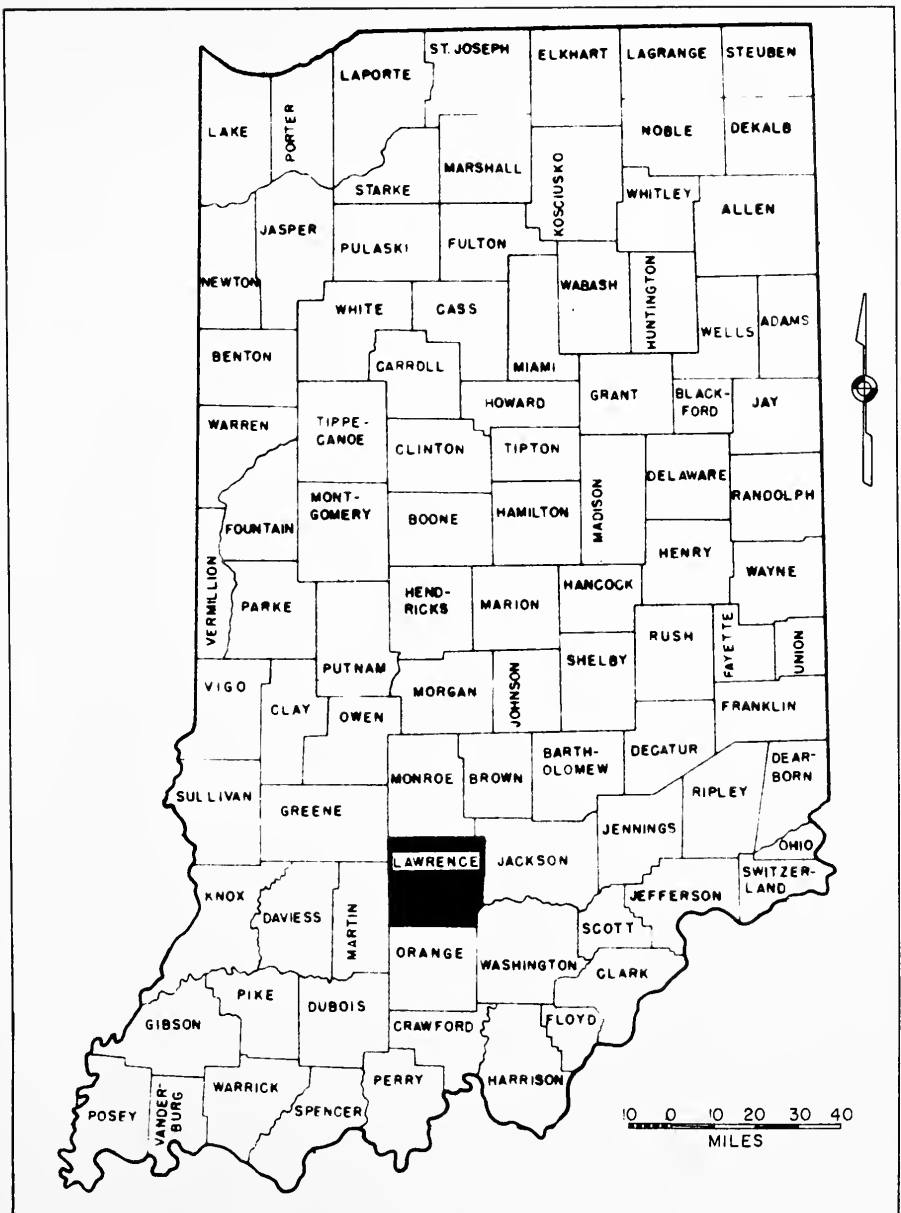 ST. JOSEPH
ELKHART
LAGRANGE
STEUBEN
LAPORTE
LAKE
PORTER
NOBLE
DEKALB
MARSHALL
KOSCIUSKO
STARKE
WHITLEY
ALLEN
JASPER
PULASKI
FULTON
NEWTON
WABASH
HUNTINGTON
WHITE
CASS
WELLS
ADAMS
BENTON
CARROLL
MIAMI
GRANT
BLACK-
FORD
JAY
HOWARD
WARREN
TIPPE-
CANOE
CLINTON
TIPTON
MADISON
DELAWARE
RANDOLPH
MONT-
GOMERY
FOUNTAIN
BOONE
HAMILTON
HENRY
WAYNE
VERMILLION
PARKE
HEND-
RICKS
MARION
HANCOCK
RUSH
FAYETTE
UNION
PUTNAM
SHELBY
VIGO
CLAY
OWEN
MORGAN
JOHNSON
FRANKLIN
MONROE
BROWN
BARTH-
OLOMEW
DECATUR
DEAR-
BORN
RIPLEY
SULLIVAN
GREENE
JENNINGS
OHIO
LAWRENCE
JACKSON
SWITZER-
LAND
KNOX
DAVIESS
MARTIN
JEFFERSON
SCOTT
ORANGE
WASHINGTON
CLARK
PIKE
DUBOIS
GIBSON
CRAWFORD
FLOYD
HARRISON
POSEY
VANDER-
BURG
WARRICK
SPENCER
PERRY
10 0 10 20 30 40
MILES